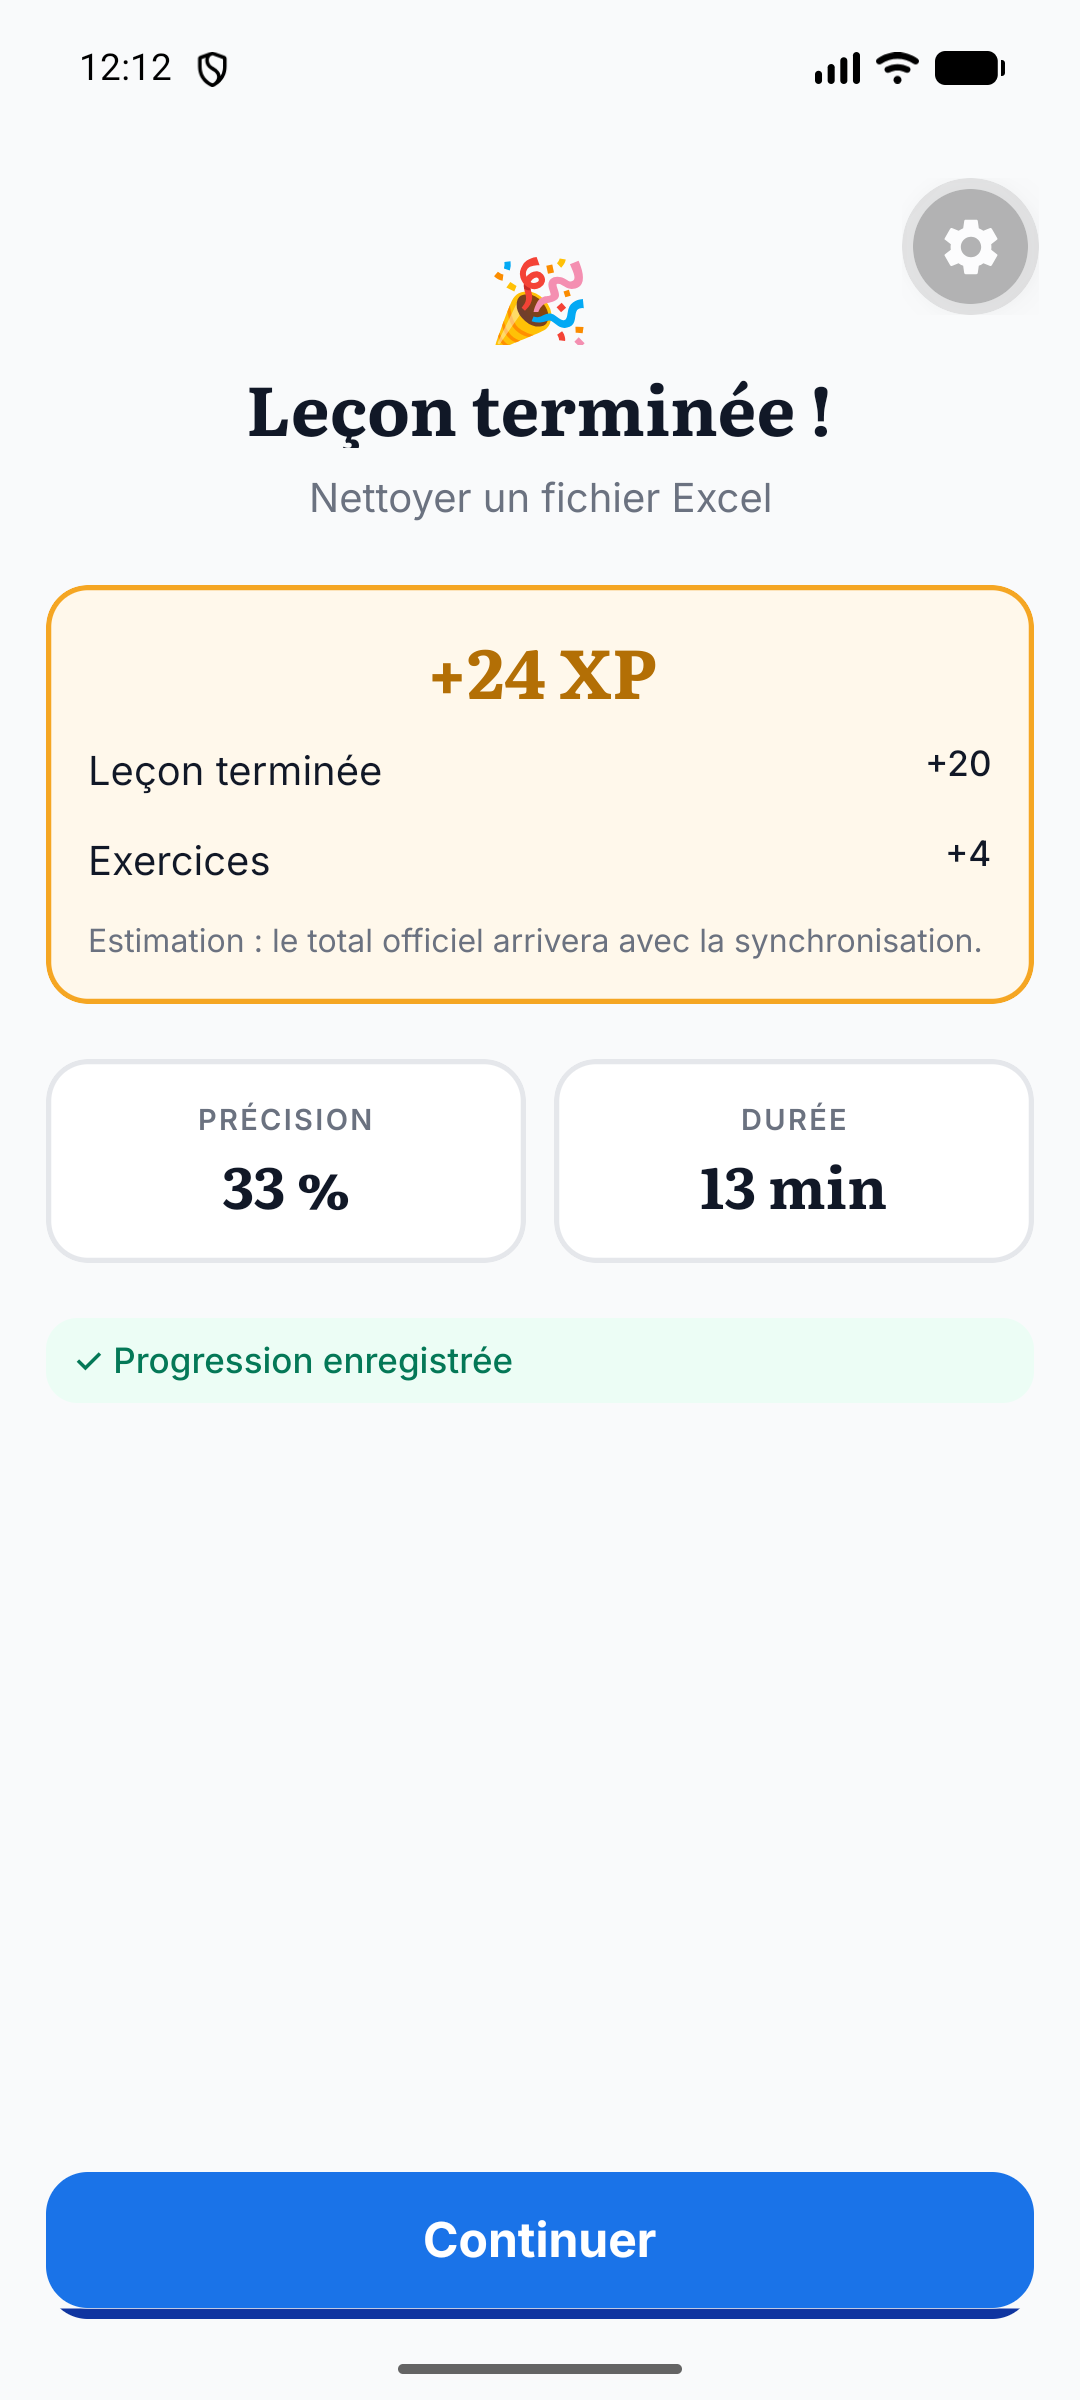 12:12
Leçon terminée !
Nettoyer un fichier Excel
+24 XP
Leçon terminée +20
Exercices +4
Estimation : le total officiel arrivera avec la synchronisation.
PRÉCISION
33 %
DURÉE
13 min
✓ Progression enregistrée
Continuer